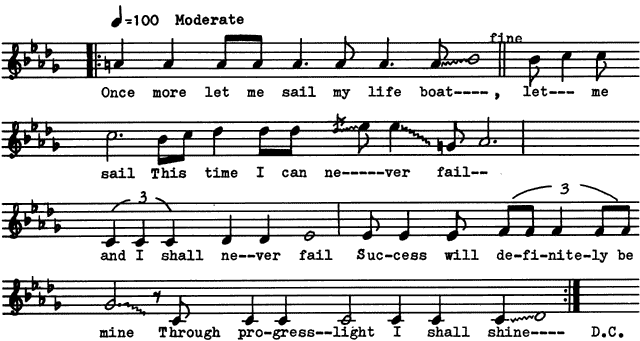 =100 Moderate
fine
Once more let me sail my life boat----, let--- me
3
sail This time I can ne-----ver fail--
3
3
and I shall ne--ver fail Suc-cess will de-fi-nite-ly be
mine Through pro-gress--light I shall shine---- D.C.